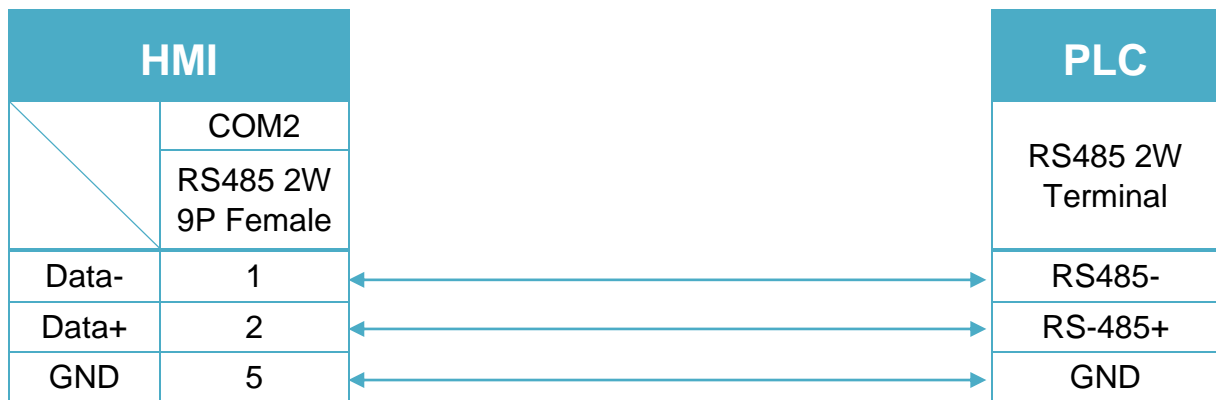 HMI
PLC
COM2
RS485 2W
9P Female
RS485 2W
Terminal
Data- 1 RS485-
Data+ 2 RS-485+
GND 5 GND